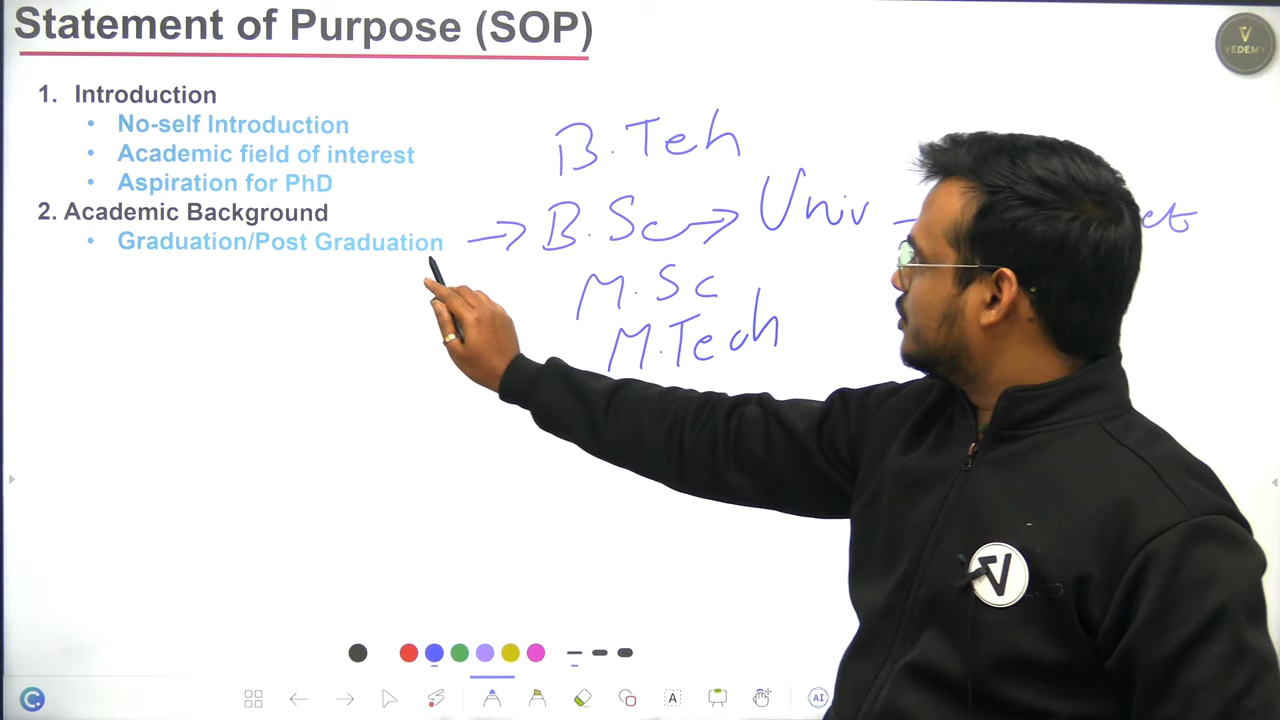 Statement of Purpose (SOP)
VEDEMY
1. Introduction
• No-self Introduction
• Academic field of interest
• Aspiration for PhD
2. Academic Background
• Graduation/Post Graduation
B.Teh
→ B.Sc → Univ
M.Sc
M.Tech
A
AI